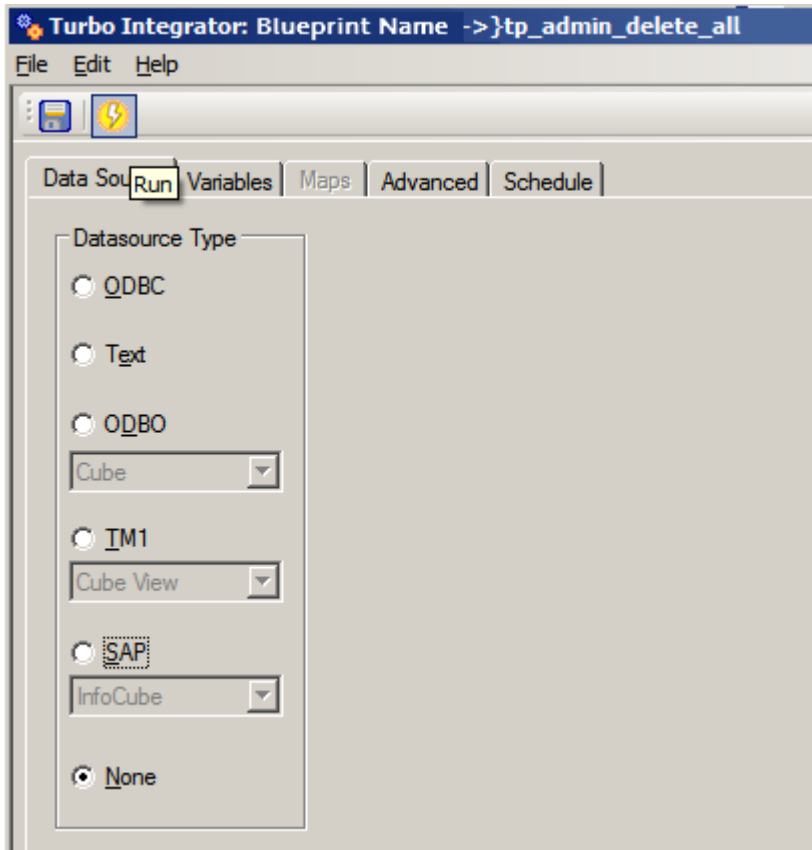 Turbo Integrator: Blueprint Name ->}tp_admin_delete_all
File Edit Help
Data Sou Run Variables Maps Advanced Schedule
Datasource Type
ODBC
Text
ODBO
Cube
TM1
Cube View
SAP
InfoCube
None